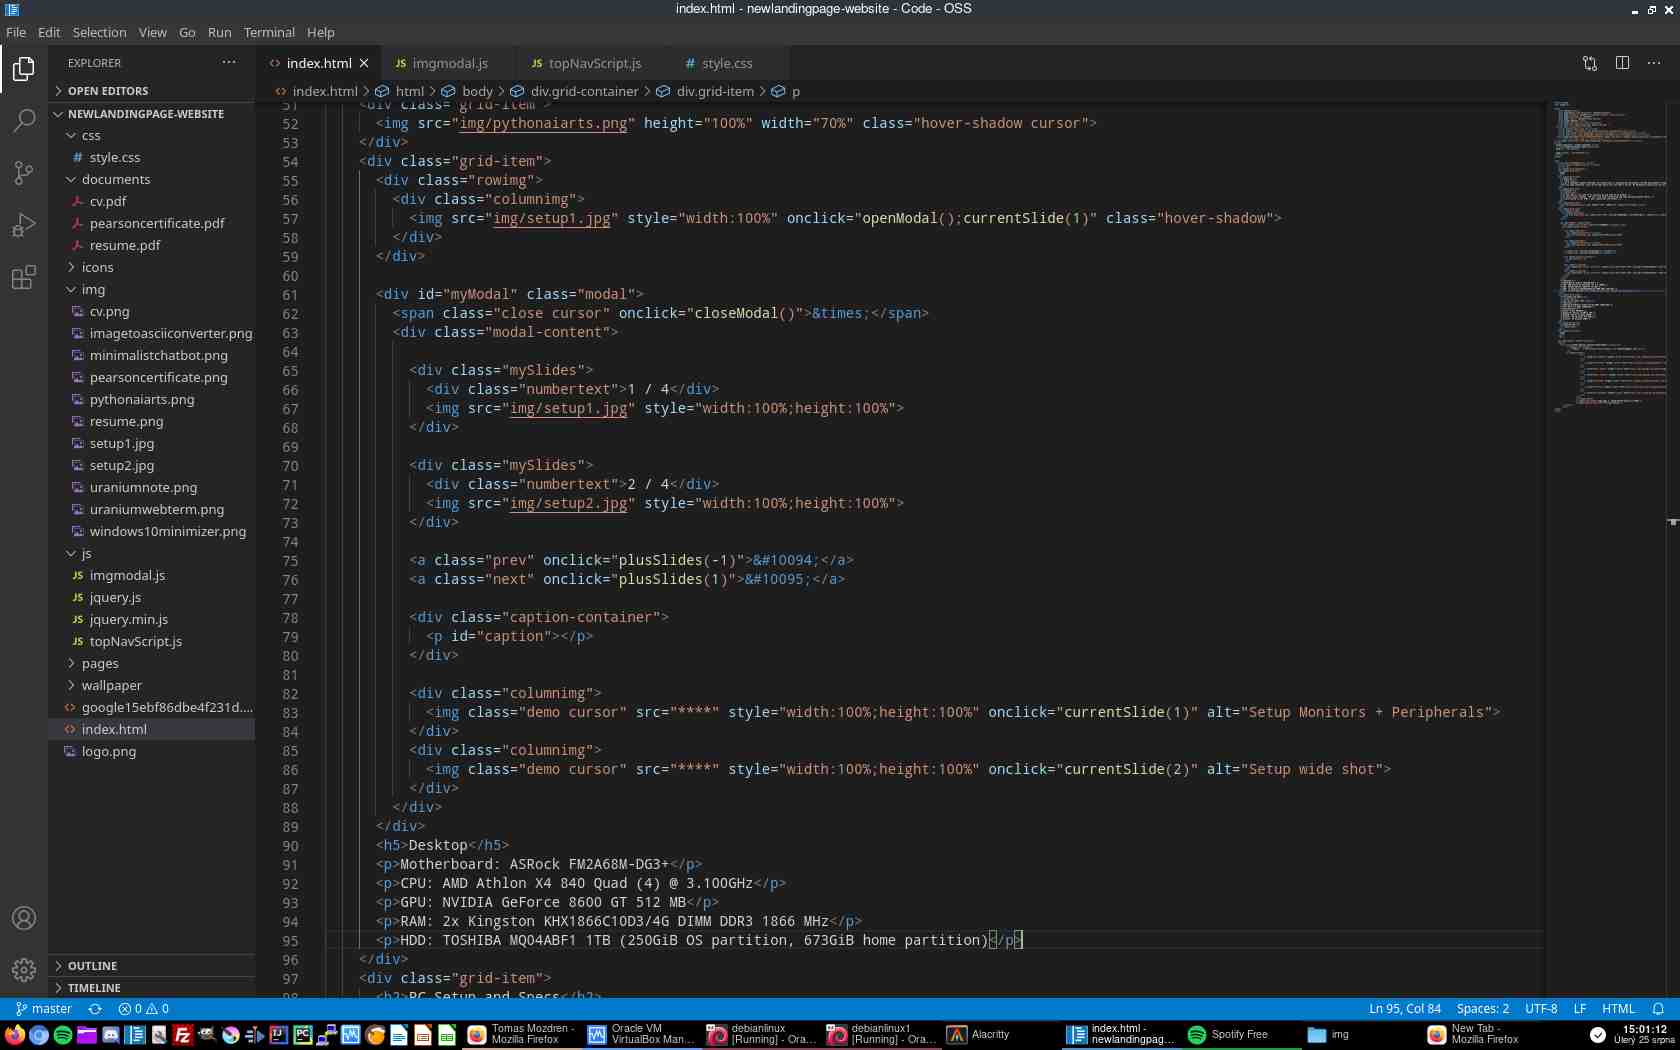 index.html - newlandingpage-website - Code - OSS
File Edit Selection View Go Run Terminal Help
EXPLORER
index.html
imgmodal.js
topNavScript.js
style.css
OPEN EDITORS
index.html > html > body > div.grid-container > div.grid-item > p
NEWLANDINGPAGE-WEBSITE
css
style.css
documents
cv.pdf
pearsoncertificate.pdf
resume.pdf
icons
img
cv.png
imagetoasciiconverter.png
minimalistchatbot.png
pearsoncertificate.png
pythonaiarts.png
resume.png
setup1.jpg
setup2.jpg
uraniumnote.png
uraniumwebterm.png
windows10minimizer.png
js
imgmodal.js
jquery.js
jquery.min.js
topNavScript.js
pages
wallpaper
google15ebf86dbe4f231d....
index.html
logo.png
OUTLINE
TIMELINE
51 <div class="grid-item">
52 <img src="img/pythonaiarts.png" height="100%" width="70%" class="hover-shadow cursor">
53 </div>
54 <div class="grid-item">
55 <div class="rowimg">
56 <div class="columnimg">
57 <img src="img/setup1.jpg" style="width:100%" onclick="openModal();currentSlide(1)" class="hover-shadow">
58 </div>
59 </div>
60
61 <div id="myModal" class="modal">
62 <span class="close cursor" onclick="closeModal()">&times;</span>
63 <div class="modal-content">
64
65 <div class="mySlides">
66 <div class="numbertext">1 / 4</div>
67 <img src="img/setup1.jpg" style="width:100%;height:100%">
68 </div>
69
70 <div class="mySlides">
71 <div class="numbertext">2 / 4</div>
72 <img src="img/setup2.jpg" style="width:100%;height:100%">
73 </div>
74
75 <a class="prev" onclick="plusSlides(-1)">&#10094;</a>
76 <a class="next" onclick="plusSlides(1)">&#10095;</a>
77
78 <div class="caption-container">
79 <p id="caption"></p>
80 </div>
81
82 <div class="columnimg">
83 <img class="demo cursor" src="****" style="width:100%;height:100%" onclick="currentSlide(1)" alt="Setup Monitors + Peripherals">
84 </div>
85 <div class="columnimg">
86 <img class="demo cursor" src="****" style="width:100%;height:100%" onclick="currentSlide(2)" alt="Setup wide shot">
87 </div>
88 </div>
89 </div>
90 <h5>Desktop</h5>
91 <p>Motherboard: ASRock FM2A68M-DG3+</p>
92 <p>CPU: AMD Athlon X4 840 Quad (4) @ 3.100GHz</p>
93 <p>GPU: NVIDIA GeForce 8600 GT 512 MB</p>
94 <p>RAM: 2x Kingston KHX1866C10D3/4G DIMM DDR3 1866 MHz</p>
95 <p>HDD: TOSHIBA MQ04ABF1 1TB (250GiB OS partition, 673GiB home partition)</p>
96 </div>
97 <div class="grid-item">
98 <h2>PC Setup and Specs</h2>
master 0 0 Ln 95, Col 84 Spaces: 2 UTF-8 LF HTML
Tomas Mozdren -
Mozilla Firefox
Oracle VM
VirtualBox Man...
debianlinux
[Running] - Ora...
debianlinux1
[Running] - Ora...
Alacritty
index.html -
newlandingpag...
Spotify Free
img
New Tab -
Mozilla Firefox
15:01:12
Úterý 25 srpna